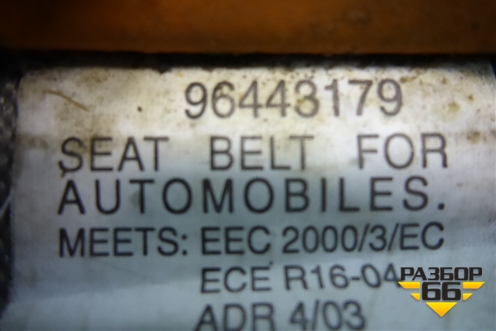 96443179
SEAT BELT FOR
AUTOMOBILES.
MEETS: EEC 2000/3/EC
ECE R16-04
ADR 4/03
РАЗБОР
66